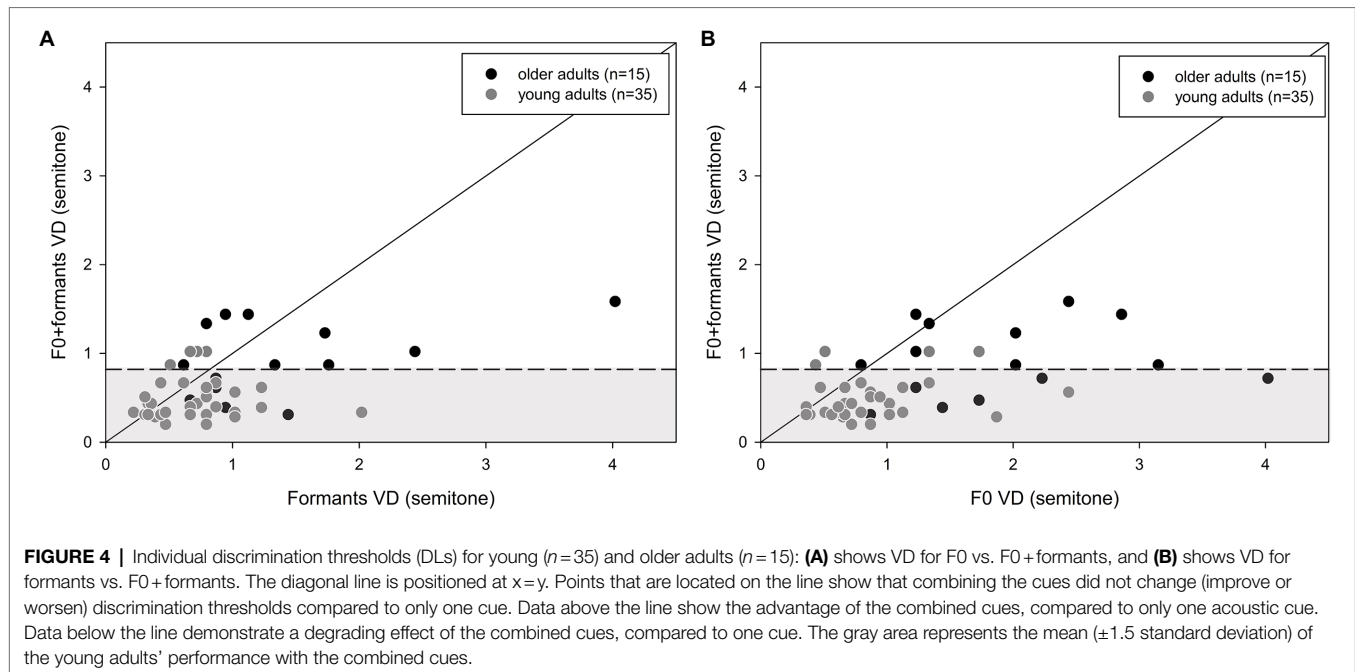 A
B
older adults (n=15)
young adults (n=35)
older adults (n=15)
young adults (n=35)
F0+formants VD (semitone)
4
3
2
1
0
0 1 2 3 4
Formants VD (semitone)
F0+formants VD (semitone)
4
3
2
1
0
0 1 2 3 4
F0 VD (semitone)
FIGURE 4 | Individual discrimination thresholds (DLs) for young (n=35) and older adults (n=15): (A) shows VD for F0 vs. F0+formants, and (B) shows VD for
formants vs. F0+formants. The diagonal line is positioned at x=y. Points that are located on the line show that combining the cues did not change (improve or
worsen) discrimination thresholds compared to only one cue. Data above the line show the advantage of the combined cues, compared to only one acoustic cue.
Data below the line demonstrate a degrading effect of the combined cues, compared to one cue. The gray area represents the mean (±1.5 standard deviation) of
the young adults' performance with the combined cues.